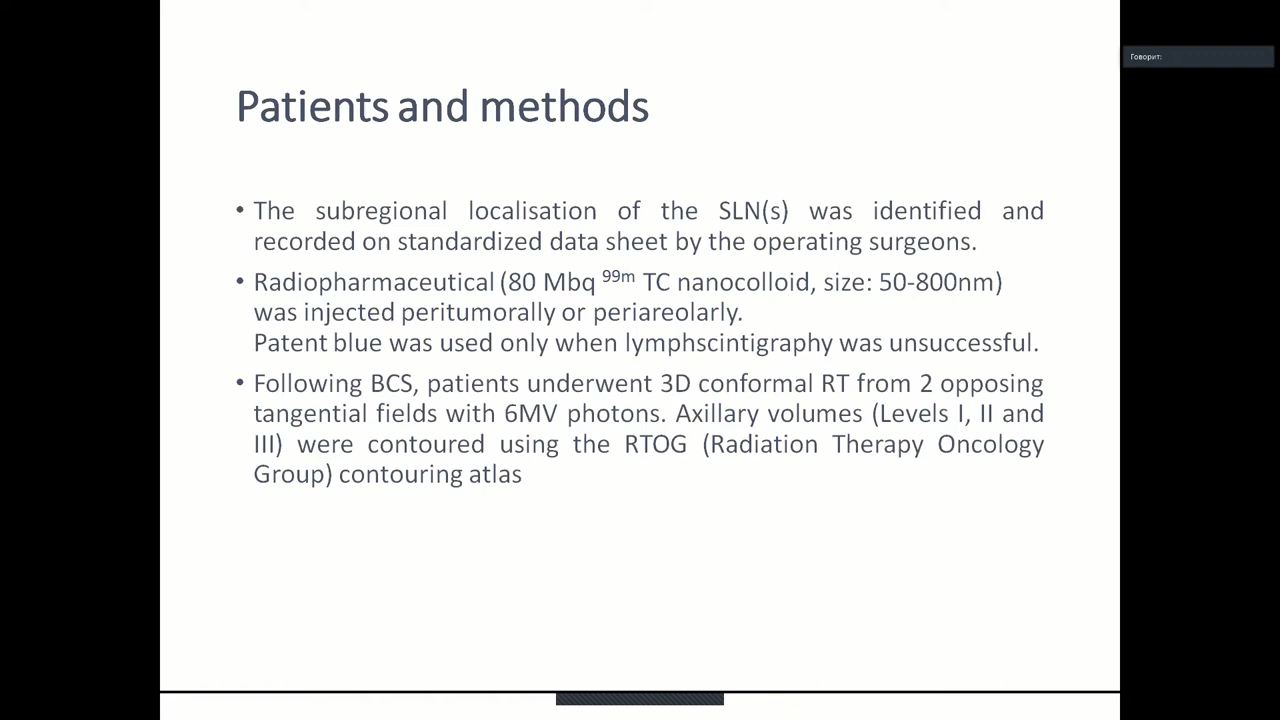 Говорит:
Patients and methods
• The subregional localisation of the SLN(s) was identified and
recorded on standardized data sheet by the operating surgeons.
• Radiopharmaceutical (80 Mbq 99m TC nanocolloid, size: 50-800nm)
was injected peritumorally or periareolarly.
Patent blue was used only when lymphscintigraphy was unsuccessful.
• Following BCS, patients underwent 3D conformal RT from 2 opposing
tangential fields with 6MV photons. Axillary volumes (Levels I, II and
III) were contoured using the RTOG (Radiation Therapy Oncology
Group) contouring atlas